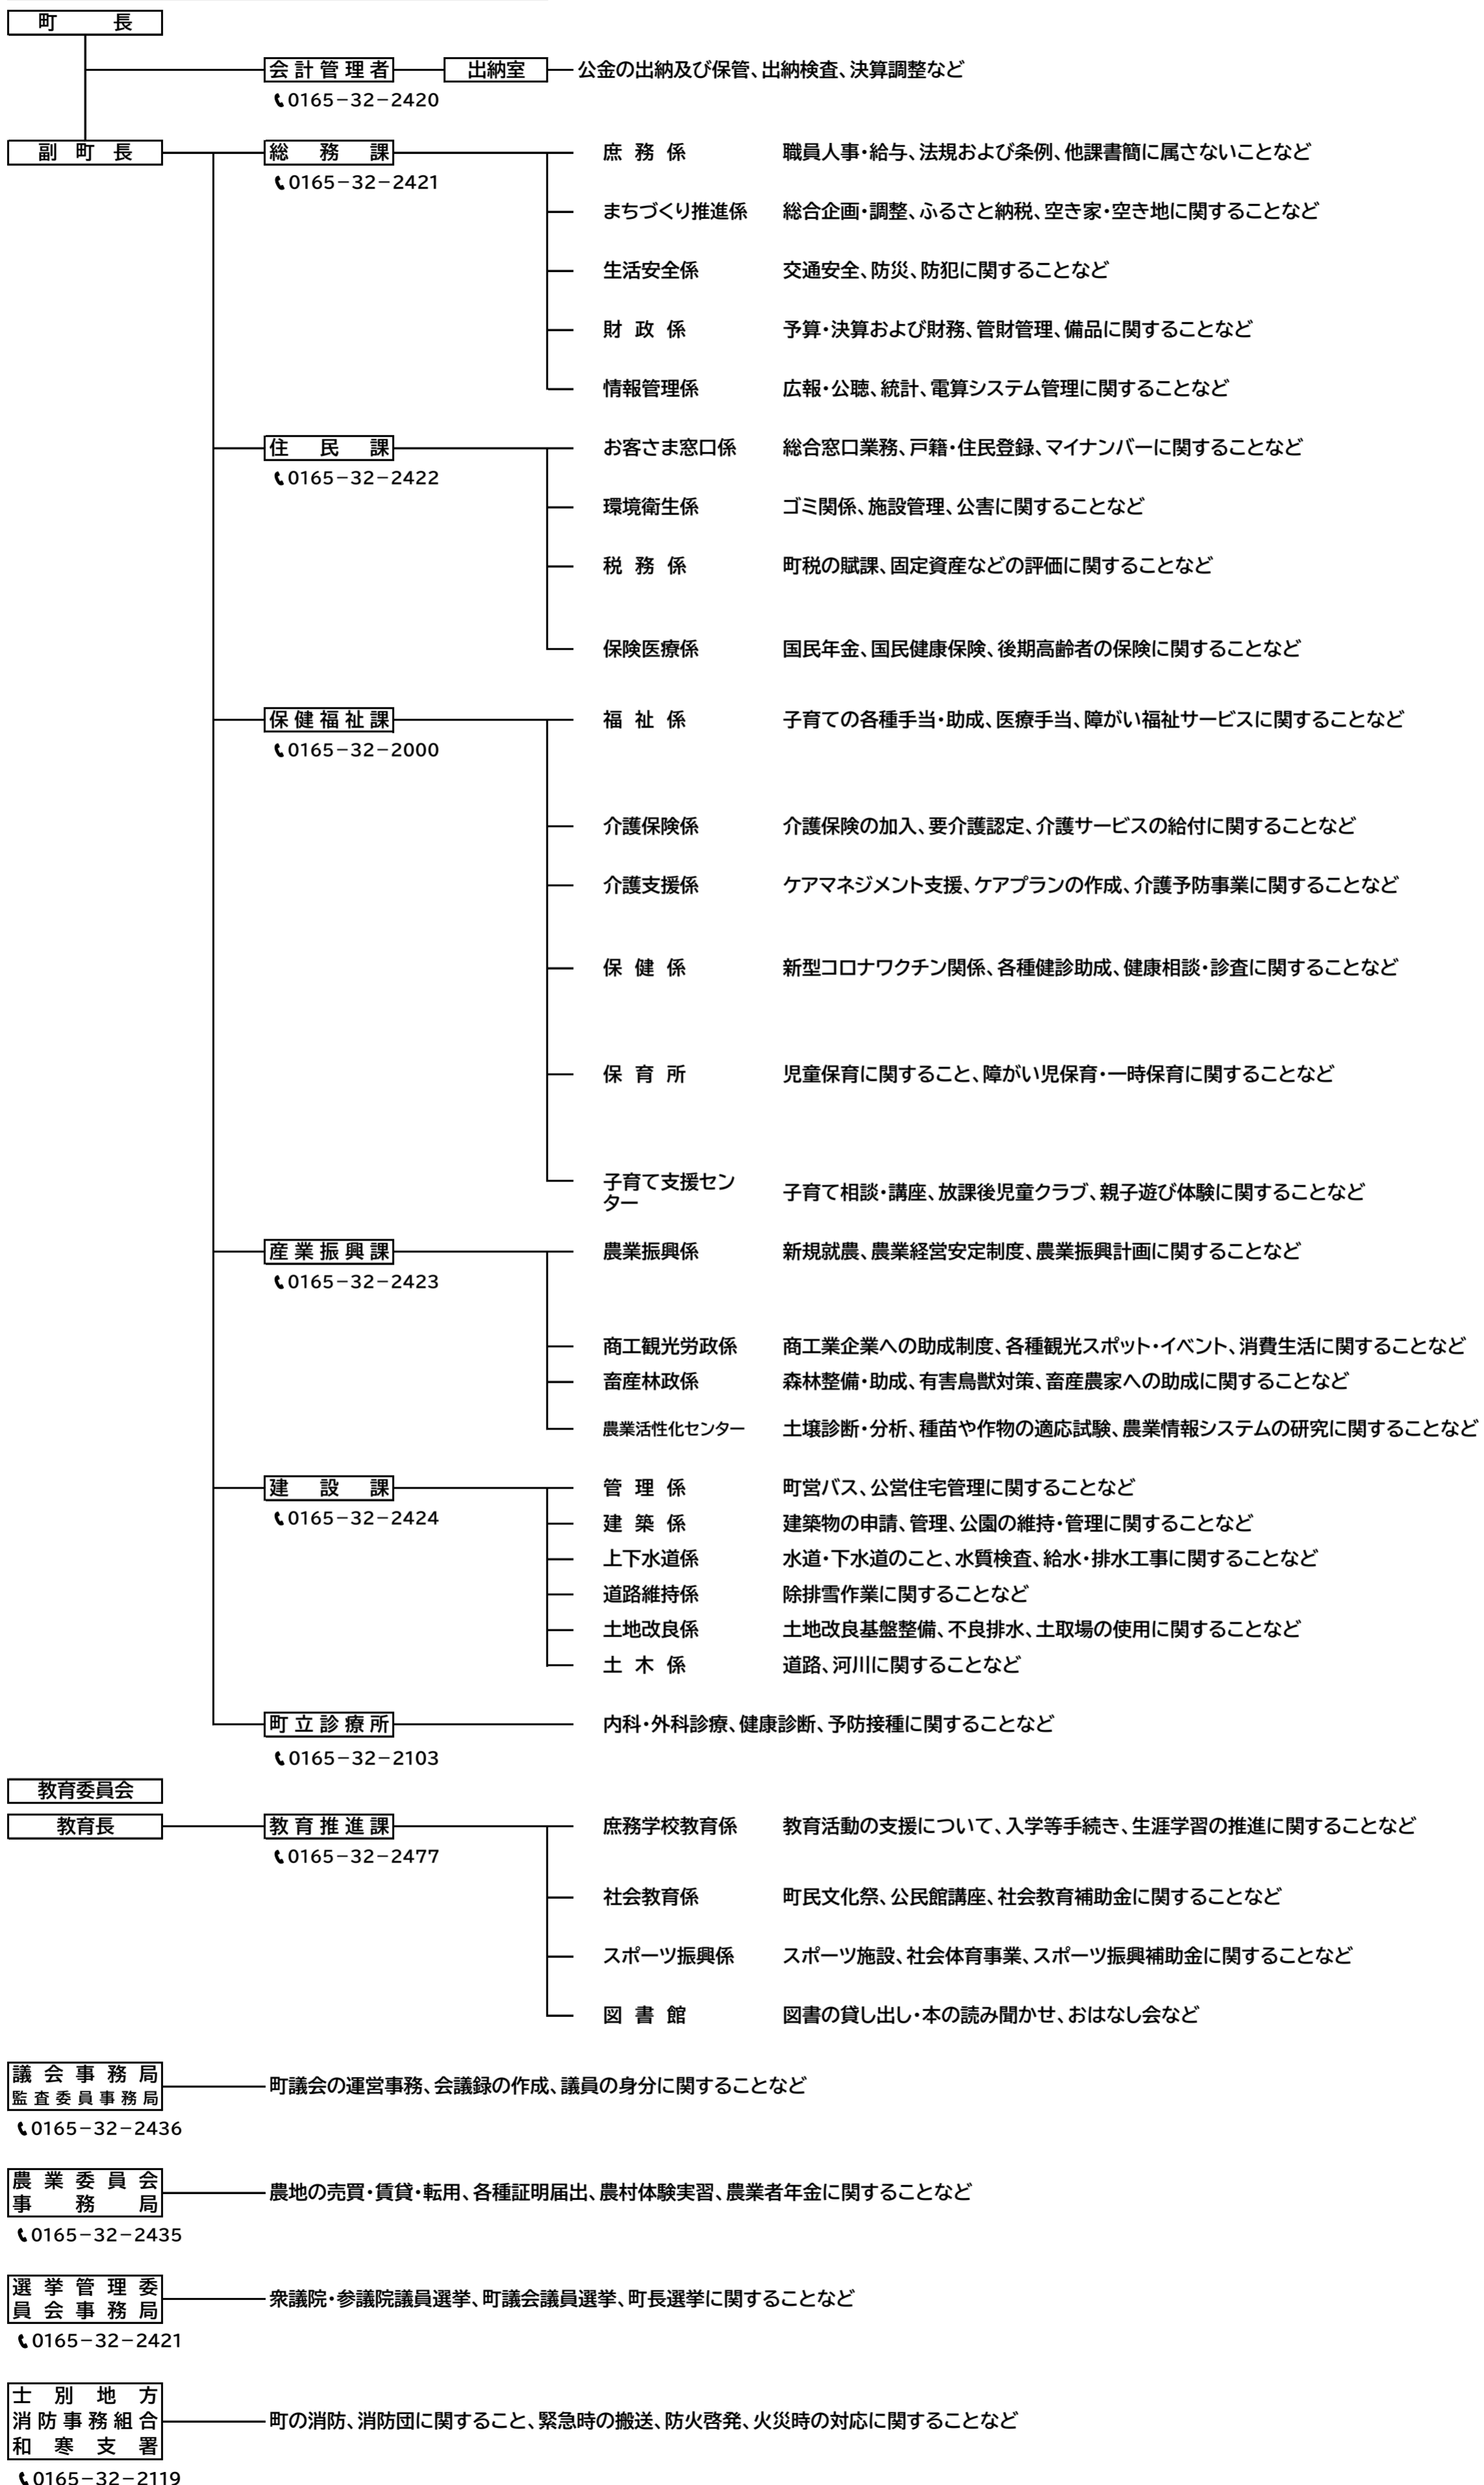 町長
会計管理者 出納室 公金の出納及び保管、出納検査、決算調整など
0165-32-2420
副町長 総務課 庶務係 職員人事・給与、法規および条例、他課書簡に属さないことなど
0165-32-2421
まちづくり推進係 総合企画・調整、ふるさと納税、空き家・空き地に関することなど
生活安全係 交通安全、防災、防犯に関することなど
財政係 予算・決算および財務、管財管理、備品に関することなど
情報管理係 広報・公聴、統計、電算システム管理に関することなど
住民課 お客さま窓口係 総合窓口業務、戸籍・住民登録、マイナンバーに関することなど
0165-32-2422
環境衛生係 ゴミ関係、施設管理、公害に関することなど
税務係 町税の賦課、固定資産などの評価に関することなど
保険医療係 国民年金、国民健康保険、後期高齢者の保険に関することなど
保健福祉課 福祉係 子育ての各種手当・助成、医療手当、障がい福祉サービスに関することなど
0165-32-2000
介護保険係 介護保険の加入、要介護認定、介護サービスの給付に関することなど
介護支援係 ケアマネジメント支援、ケアプランの作成、介護予防事業に関することなど
保健係 新型コロナワクチン関係、各種健診助成、健康相談・診査に関することなど
保育所 児童保育に関すること、障がい児保育・一時保育に関することなど
子育て支援セン
ター 子育て相談・講座、放課後児童クラブ、親子遊び体験に関することなど
産業振興課 農業振興係 新規就農、農業経営安定制度、農業振興計画に関することなど
0165-32-2423
商工観光労政係 商工業企業への助成制度、各種観光スポット・イベント、消費生活に関することなど
畜産林政係 森林整備・助成、有害鳥獣対策、畜産農家への助成に関することなど
農業活性化センター 土壌診断・分析、種苗や作物の適応試験、農業情報システムの研究に関することなど
建設課 管理係 町営バス、公営住宅管理に関することなど
0165-32-2424
建築係 建築物の申請、管理、公園の維持・管理に関することなど
上下水道係 水道・下水道のこと、水質検査、給水・排水工事に関することなど
道路維持係 除排雪作業に関することなど
土地改良係 土地改良基盤整備、不良排水、土取場の使用に関することなど
土木係 道路、河川に関することなど
町立診療所 内科・外科診療、健康診断、予防接種に関することなど
0165-32-2103
教育委員会
教育長 教育推進課 庶務学校教育係 教育活動の支援について、入学等手続き、生涯学習の推進に関することなど
0165-32-2477
社会教育係 町民文化祭、公民館講座、社会教育補助金に関することなど
スポーツ振興係 スポーツ施設、社会体育事業、スポーツ振興補助金に関することなど
図書館 図書の貸し出し・本の読み聞かせ、おはなし会など
議会事務局
監査委員事務局 町議会の運営事務、会議録の作成、議員の身分に関することなど
0165-32-2436
農業委員会
事務局 農地の売買・賃貸・転用、各種証明届出、農村体験実習、農業者年金に関することなど
0165-32-2435
選挙管理委
員会事務局 衆議院・参議院議員選挙、町議会議員選挙、町長選挙に関することなど
0165-32-2421
士別地方
消防事務組合 町の消防、消防団に関すること、緊急時の搬送、防火啓発、火災時の対応に関することなど
和寒支署
0165-32-2119